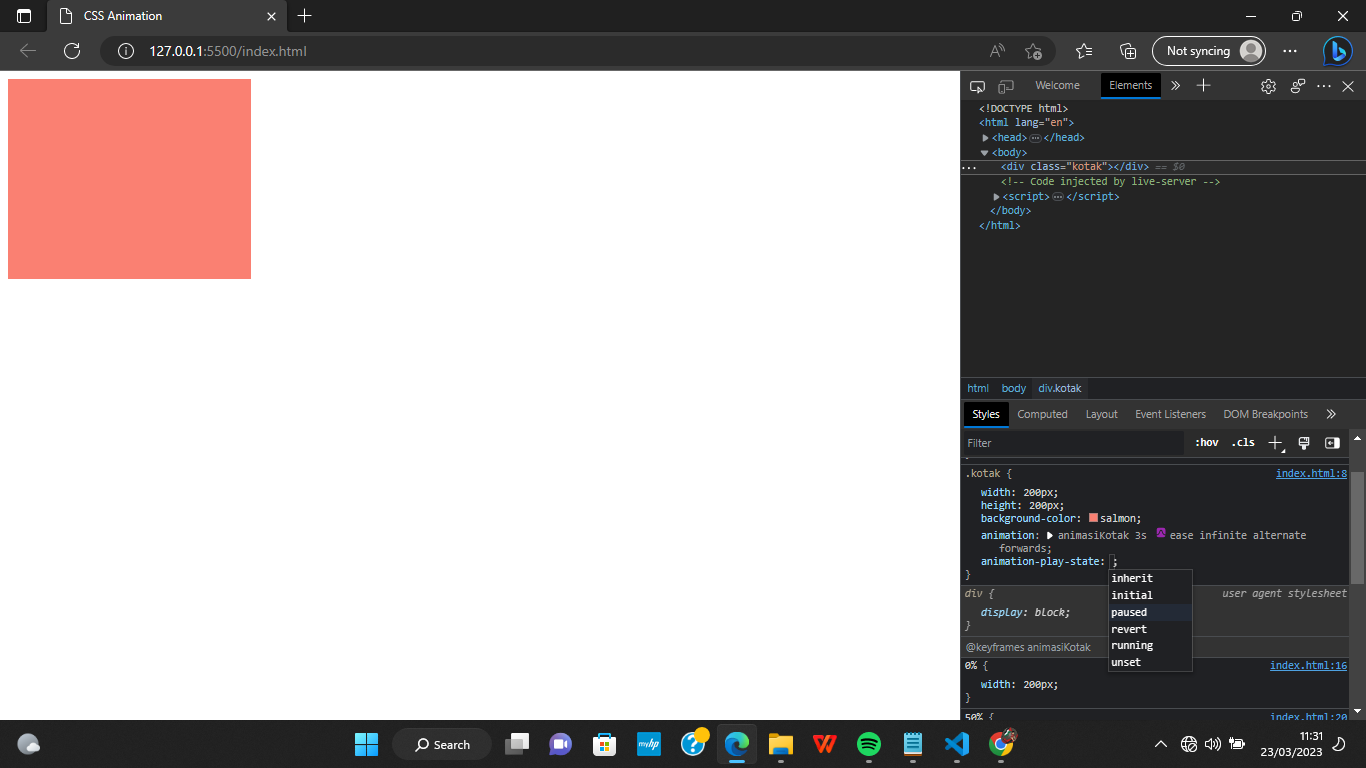 CSS Animation
127.0.0.1:5500/index.html
Not syncing
Welcome
Elements
<!DOCTYPE html>
<html lang="en">
<head> ⋯ </head>
<body>
<div class="kotak"></div> == $0
<!-- Code injected by live-server -->
<script> ⋯ </script>
</body>
</html>
html body div.kotak
Styles Computed Layout Event Listeners DOM Breakpoints
Filter
:hov .cls
.kotak {
index.html:8
width: 200px;
height: 200px;
background-color: salmon;
animation: animasiKotak 3s ease infinite alternate
forwards;
animation-play-state: ;
}
inherit
initial
paused
revert
running
unset
div {
user agent stylesheet
display: block;
}
@keyframes animasiKotak
0% {
index.html:16
width: 200px;
}
50% {
index.html:20
Search
myhp
11:31
23/03/2023